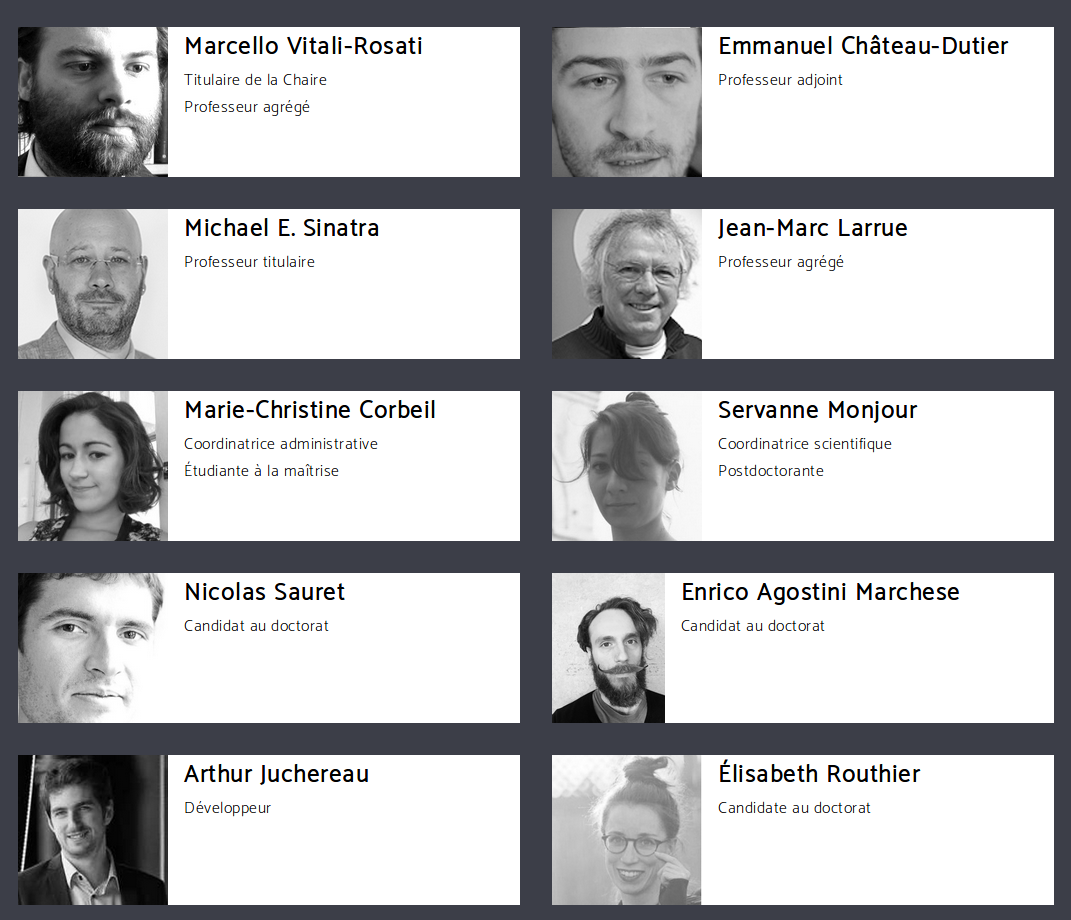 Marcello Vitali-Rosati
Titulaire de la Chaire
Professeur agrégé
Emmanuel Château-Dutier
Professeur adjoint
Michael E. Sinatra
Professeur titulaire
Jean-Marc Larrue
Professeur agrégé
Marie-Christine Corbeil
Coordinatrice administrative
Étudiante à la maîtrise
Servanne Monjour
Coordinatrice scientifique
Postdoctorante
Nicolas Sauret
Candidat au doctorat
Enrico Agostini Marchese
Candidat au doctorat
Arthur Juchereau
Développeur
Élisabeth Routhier
Candidate au doctorat